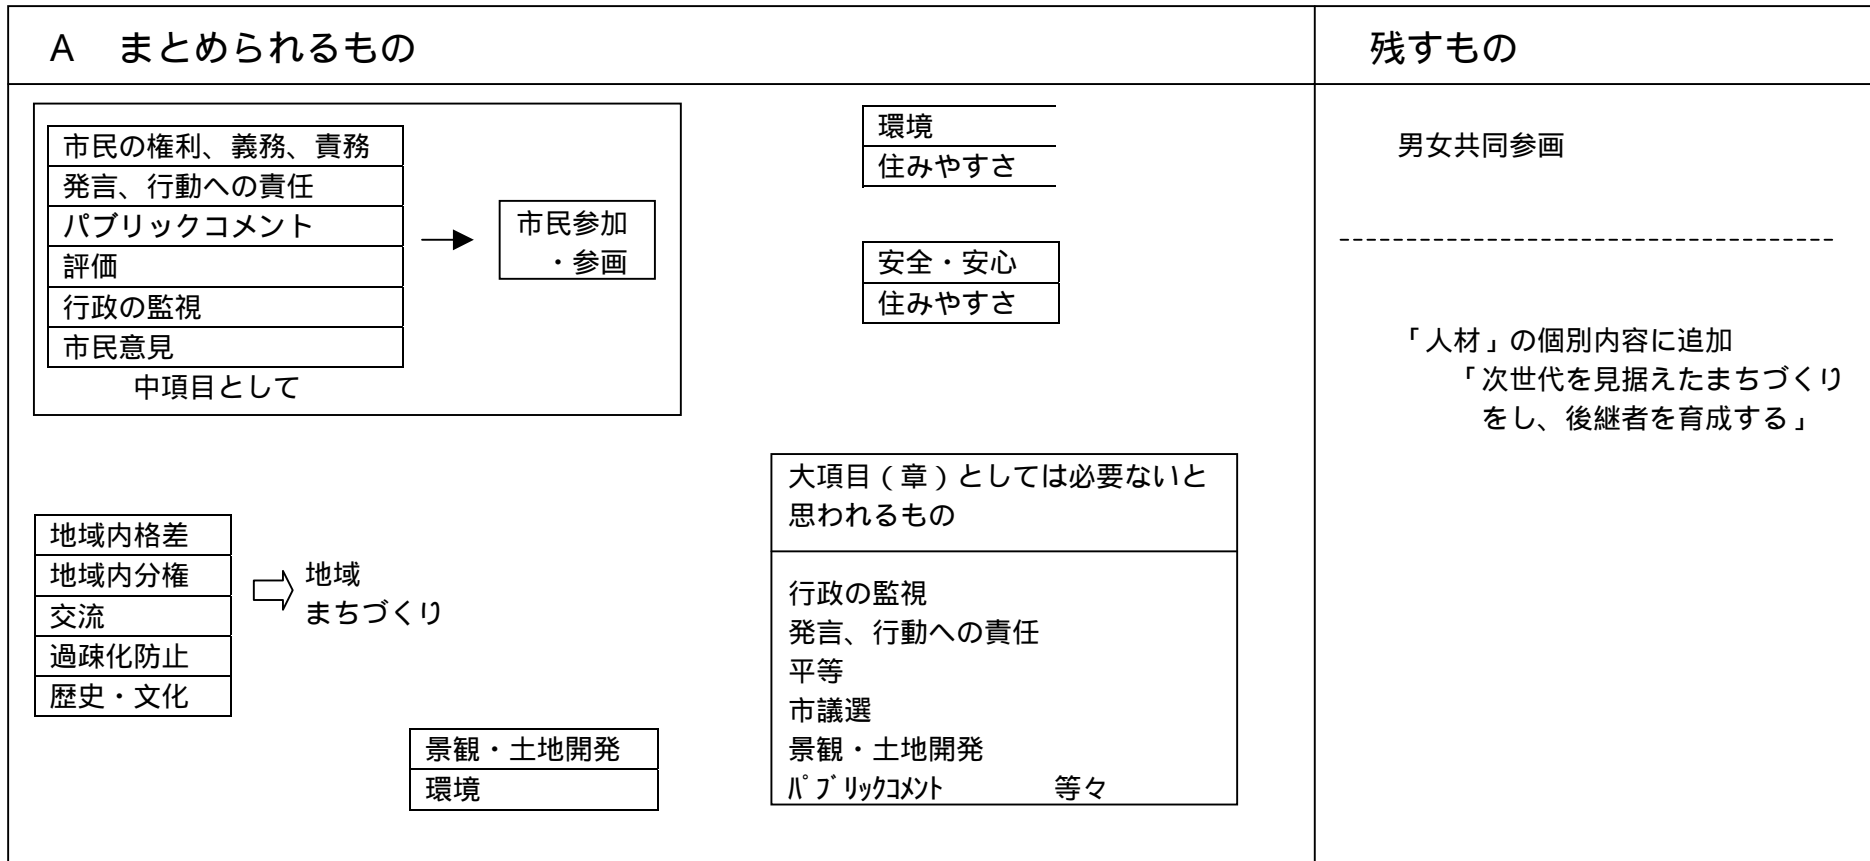 A　まとめられるもの
残すもの
市民の権利、義務、責務
発言、行動への責任
パブリックコメント
評価
行政の監視
市民意見
中項目として
市民参加
・参画
環境
住みやすさ
安全・安心
住みやすさ
地域内格差
地域内分権
交流
過疎化防止
歴史・文化
地域
まちづくり
景観・土地開発
環境
大項目（章）としては必要ないと
思われるもの
行政の監視
発言、行動への責任
平等
市議選
景観・土地開発
ﾊﾟﾌﾞﾘｯｸｺﾒﾝﾄ　　　　等々
男女共同参画
「人材」の個別内容に追加
「次世代を見据えたまちづくり
をし、後継者を育成する」